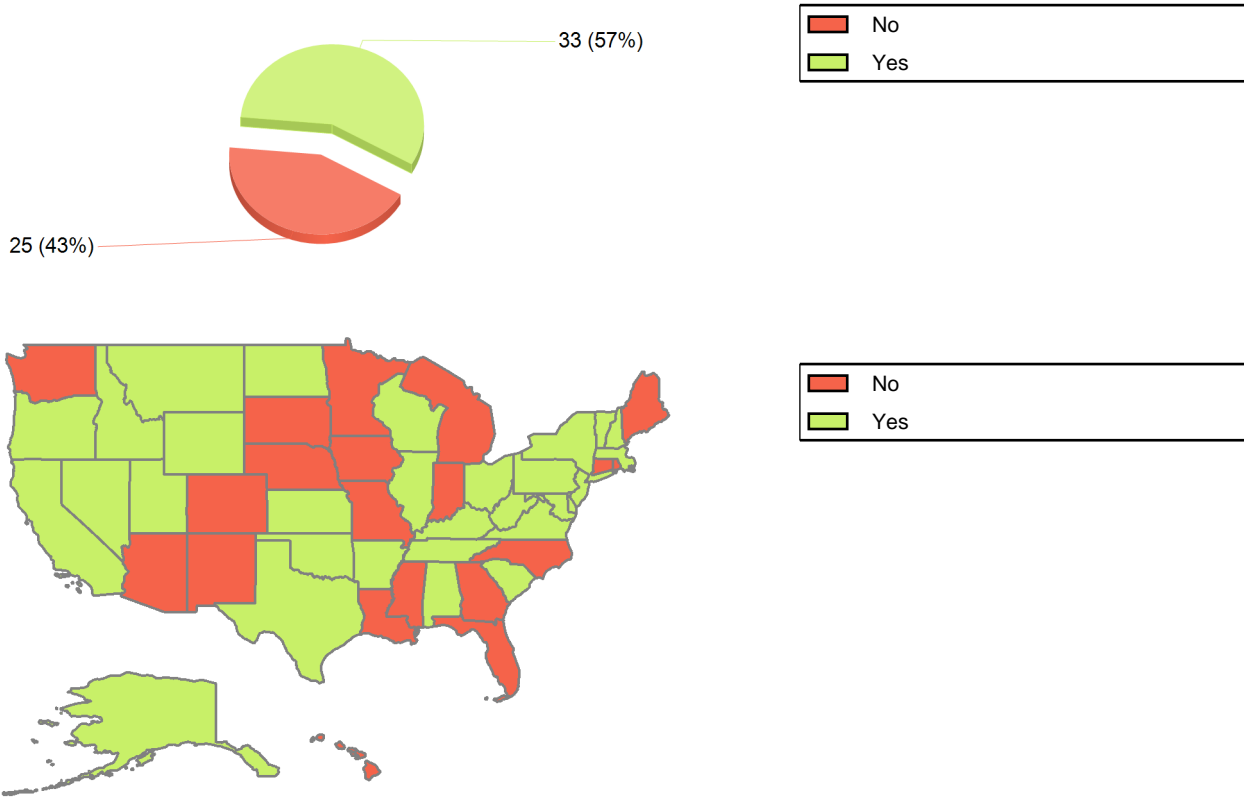 33 (57%)
25 (43%)
No
Yes
No
Yes